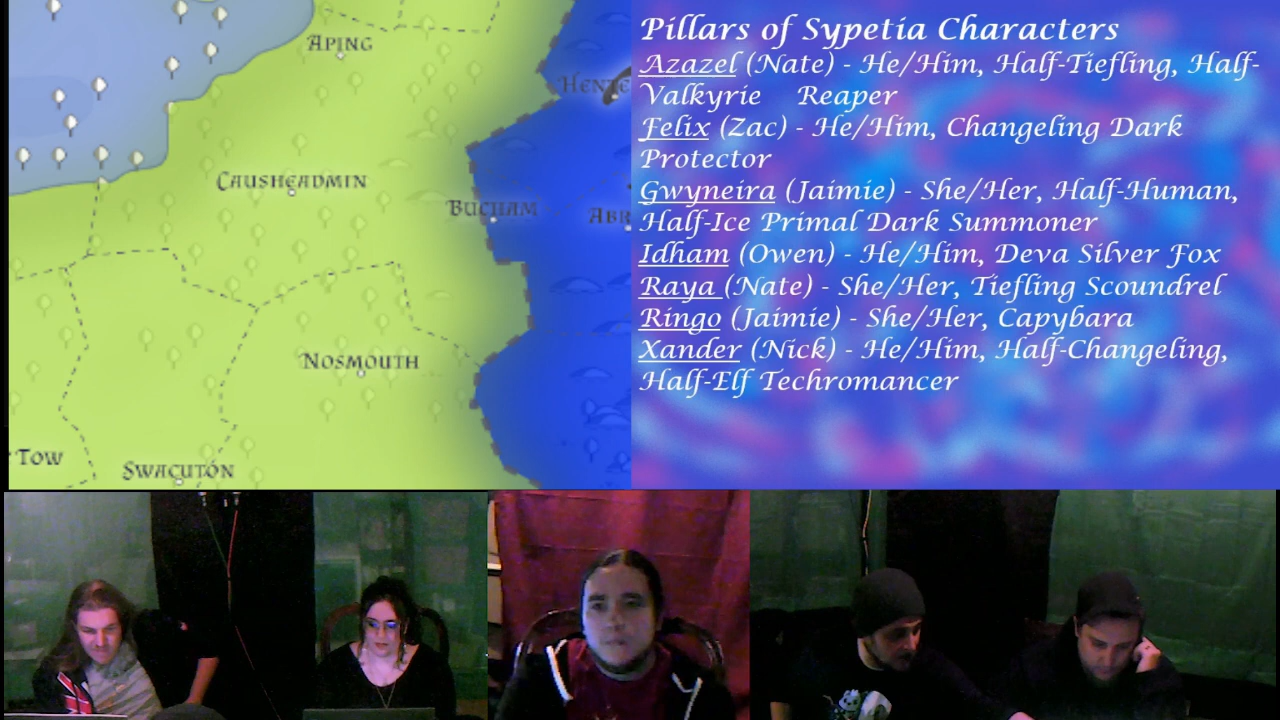 APING
HENTE
CAUSHEADMIN
BUCHAM
ABR
NOSMOUTH
TOW
SWACUTON
Pillars of Sypetia Characters
Azazel (Nate) - He/Him, Half-Tiefling, Half-
Valkyrie Reaper
Felix (Zac) - He/Him, Changeling Dark
Protector
Gwyneira (Jaimie) - She/Her, Half-Human,
Half-Ice Primal Dark Summoner
Idham (Owen) - He/Him, Deva Silver Fox
Raya (Nate) - She/Her, Tiefling Scoundrel
Ringo (Jaimie) - She/Her, Capybara
Xander (Nick) - He/Him, Half-Changeling,
Half-Elf Techromancer